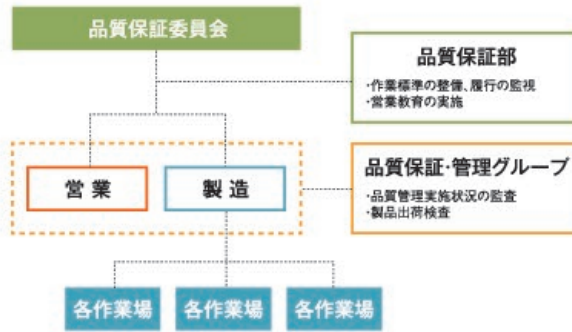 品質保証委員会
品質保証部
・作業標準の整備、履行の監視
・営業教育の実施
営業
製造
品質保証・管理グループ
・品質管理実施状況の監査
・製品出荷検査
各作業場
各作業場
各作業場